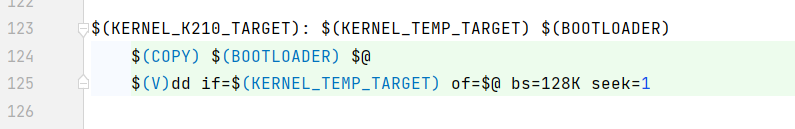 122
123 $(KERNEL_K210_TARGET): $(KERNEL_TEMP_TARGET) $(BOOTLOADER)
124 $(COPY) $(BOOTLOADER) $@
125 $(V)dd if=$(KERNEL_TEMP_TARGET) of=$@ bs=128K seek=1
126